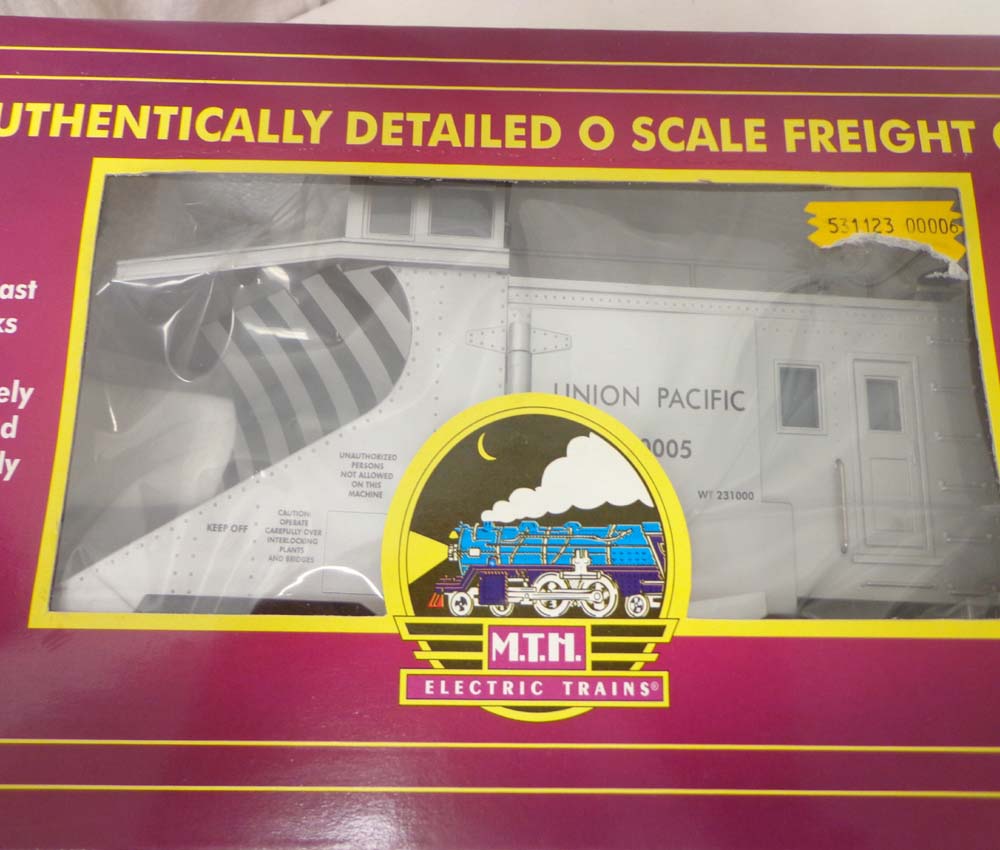 UTHENTICALLY DETAILED O SCALE FREIGHT
531123 00006
ast
ks
ely
d
ly
UNION PACIFIC
0005
WT 231000
UNAUTHORIZED
PERSONS
NOT ALLOWED
ON THIS
MACHINE
KEEP OFF
CAUTION
OPERATE
CAREFULLY OVER
INTERLOCKING
PLANTS
AND BRIDGES
M.T.H.
ELECTRIC TRAINS®